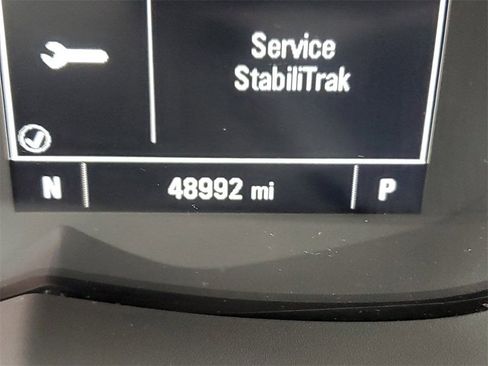 Service
StabiliTrak
N 48992 mi P